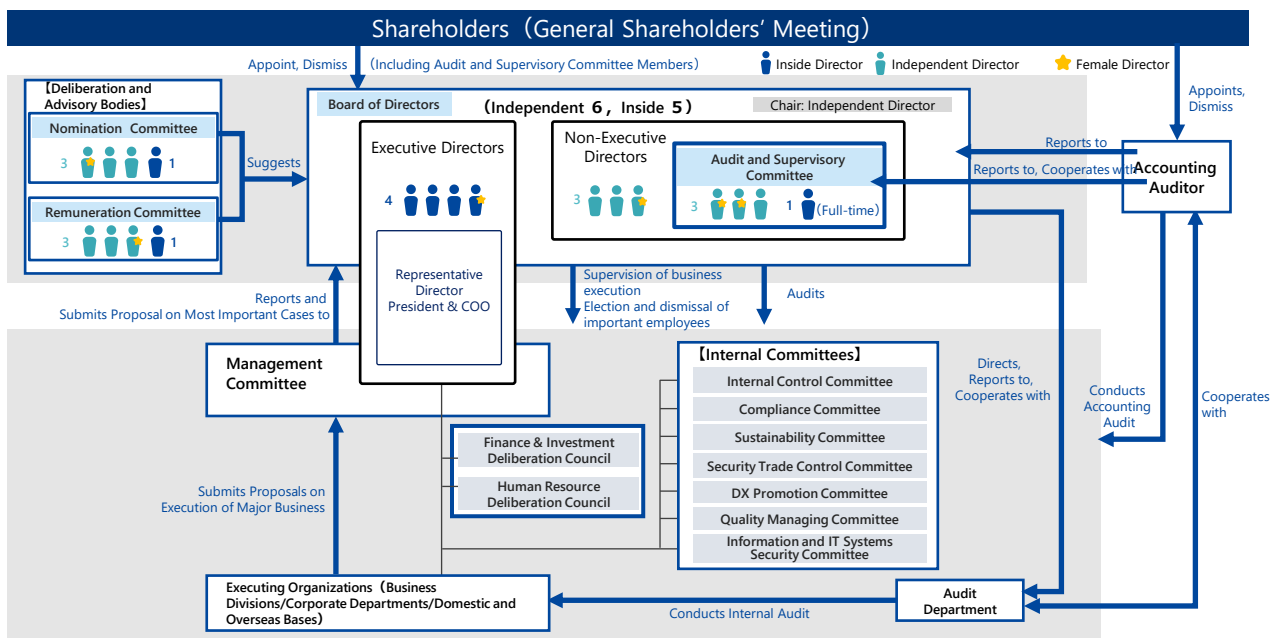 Shareholders（General Shareholders‘ Meeting）
Appoint, Dismiss
（Including Audit and Supervisory Committee Members）
Inside Director
Independent Director
Female Director
【Deliberation and
Advisory Bodies】
Nomination Committee
3
1
Remuneration Committee
3
1
Suggests
Board of Directors
（Independent 6 , Inside 5）
Chair: Independent Director
Executive Directors
4
Representative
Director
President & COO
Non-Executive
Directors
3
Audit and Supervisory
Committee
3
1
(Full-time)
Appoints,
Dismiss
Reports to
Reports to, Cooperates with
Accounting
Auditor
Reports and
Submits Proposal on Most Important Cases to
Supervision of business
execution
Election and dismissal of
important employees
Audits
Management
Committee
【Internal Committees】
Internal Control Committee
Compliance Committee
Sustainability Committee
Security Trade Control Committee
DX Promotion Committee
Quality Managing Committee
Information and IT Systems
Security Committee
Directs,
Reports to,
Cooperates with
Conducts
Accounting
Audit
Cooperates
with
Finance & Investment
Deliberation Council
Human Resource
Deliberation Council
Submits Proposals on
Execution of Major Business
Executing Organizations（Business
Divisions/Corporate Departments/Domestic and
Overseas Bases）
Conducts Internal Audit
Audit
Department